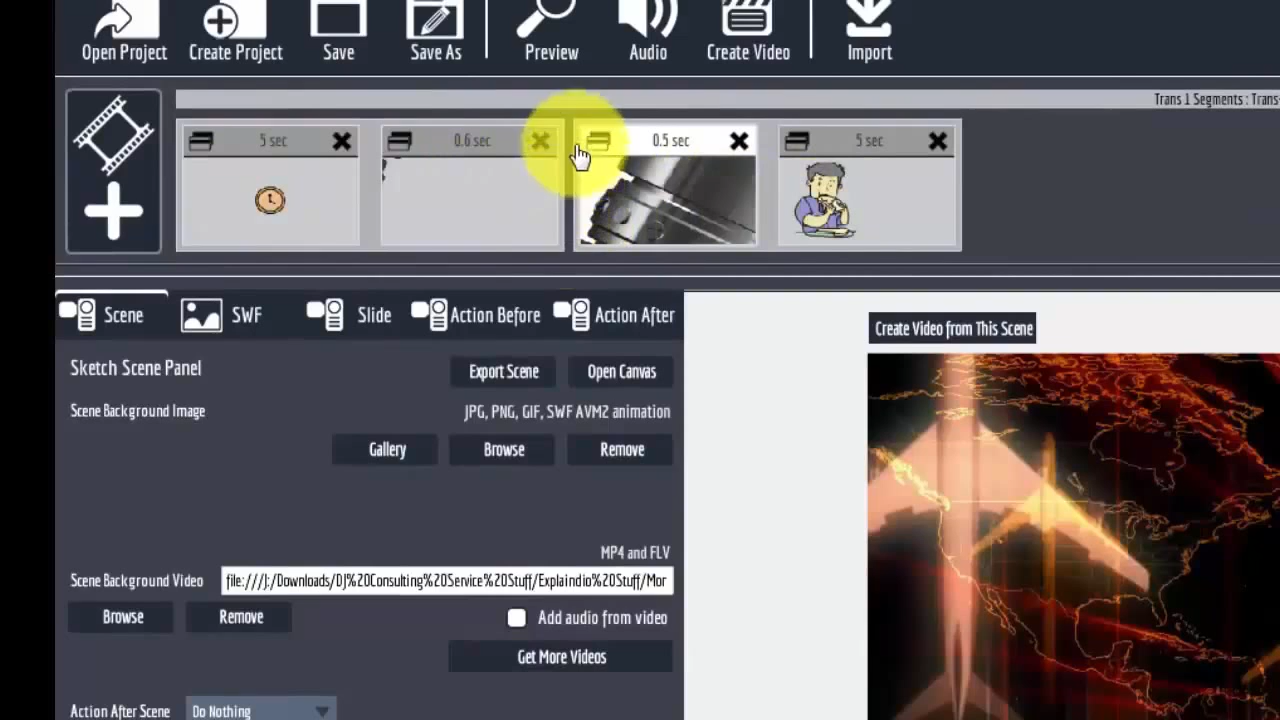 Open Project Create Project Save Save As Preview Audio Create Video Import
Trans 1 Segments : Trans
5 sec 0.6 sec 0.5 sec 5 sec
Scene SWF Slide Action Before Action After
Sketch Scene Panel Export Scene Open Canvas
Scene Background Image JPG, PNG, GIF, SWF AVM2 animation
Gallery Browse Remove
Create Video from This Scene
MP4 and FLV
Scene Background Video file:///J:/Downloads/DJ%20Consulting%20Service%20Stuff/Explaindio%20Stuff/Mor
Browse Remove Add audio from video
Get More Videos
Action After Scene Do Nothing